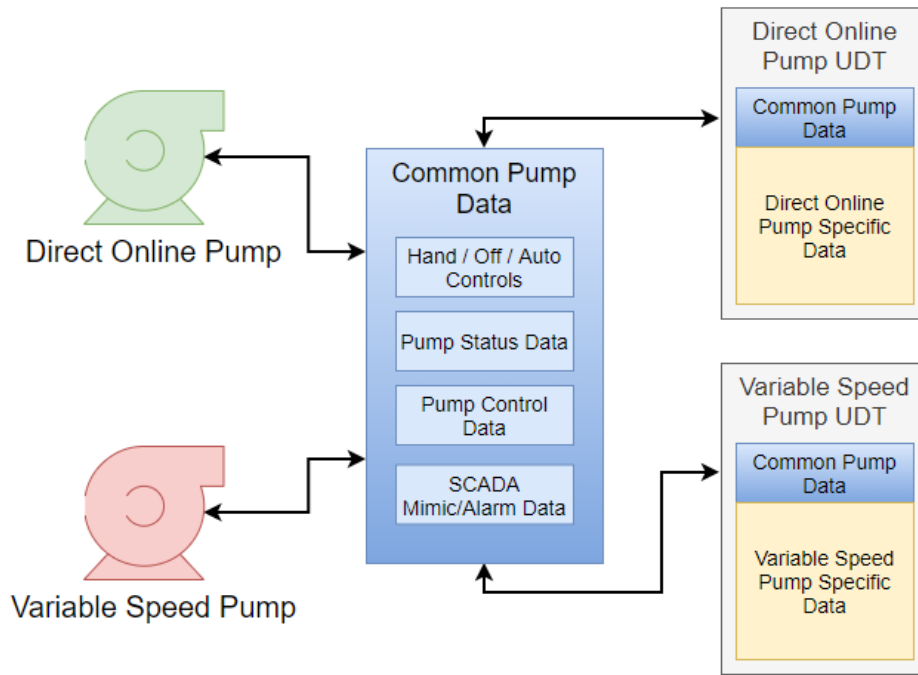 Direct Online Pump
Variable Speed Pump
Common Pump
Data
Hand / Off / Auto
Controls
Pump Status Data
Pump Control
Data
SCADA
Mimic/Alarm Data
Direct Online
Pump UDT
Common Pump
Data
Direct Online
Pump Specific
Data
Variable Speed
Pump UDT
Common Pump
Data
Variable Speed
Pump Specific
Data